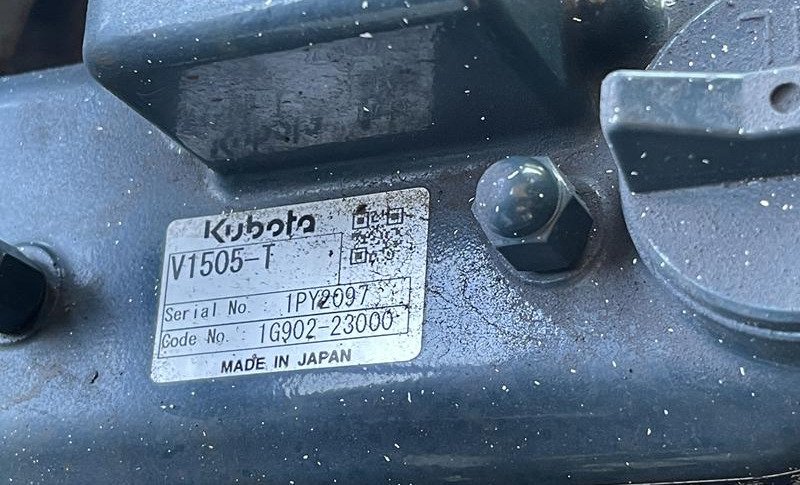 Kubota
V1505-T
Serial No. 1PY2097
Code No. 1G902-23000
MADE IN JAPAN